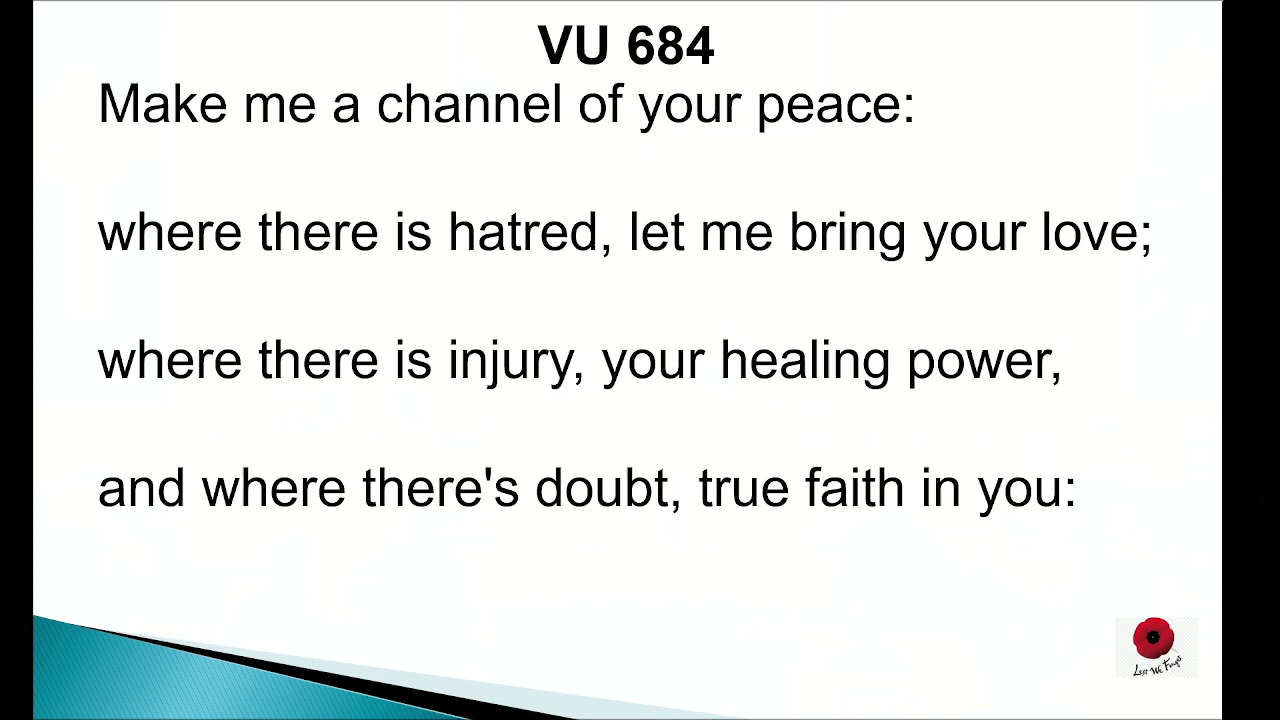 VU 684
Make me a channel of your peace:
where there is hatred, let me bring your love;
where there is injury, your healing power,
and where there's doubt, true faith in you:
Lest We Forget